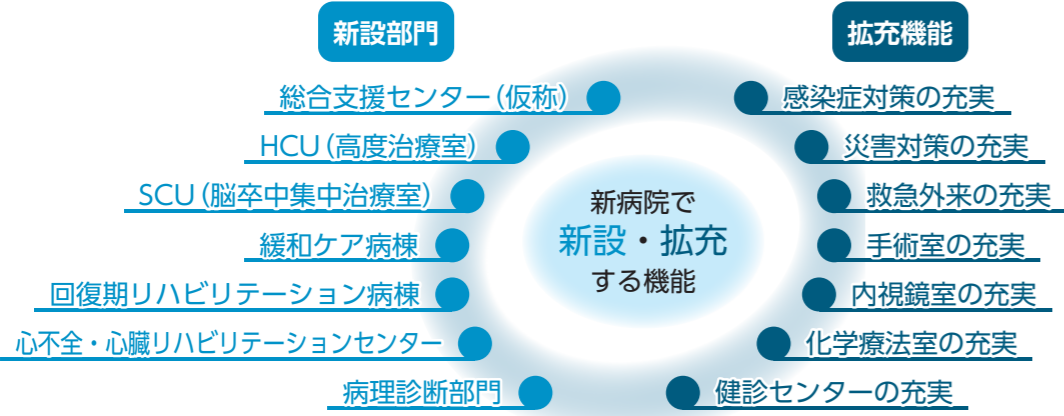 新設部門
総合支援センター（仮称）
HCU（高度治療室）
SCU（脳卒中集中治療室）
緩和ケア病棟
回復期リハビリテーション病棟
心不全・心臓リハビリテーションセンター
病理診断部門
新病院で
新設・拡充
する機能
拡充機能
感染症対策の充実
災害対策の充実
救急外来の充実
手術室の充実
内視鏡室の充実
化学療法室の充実
健診センターの充実